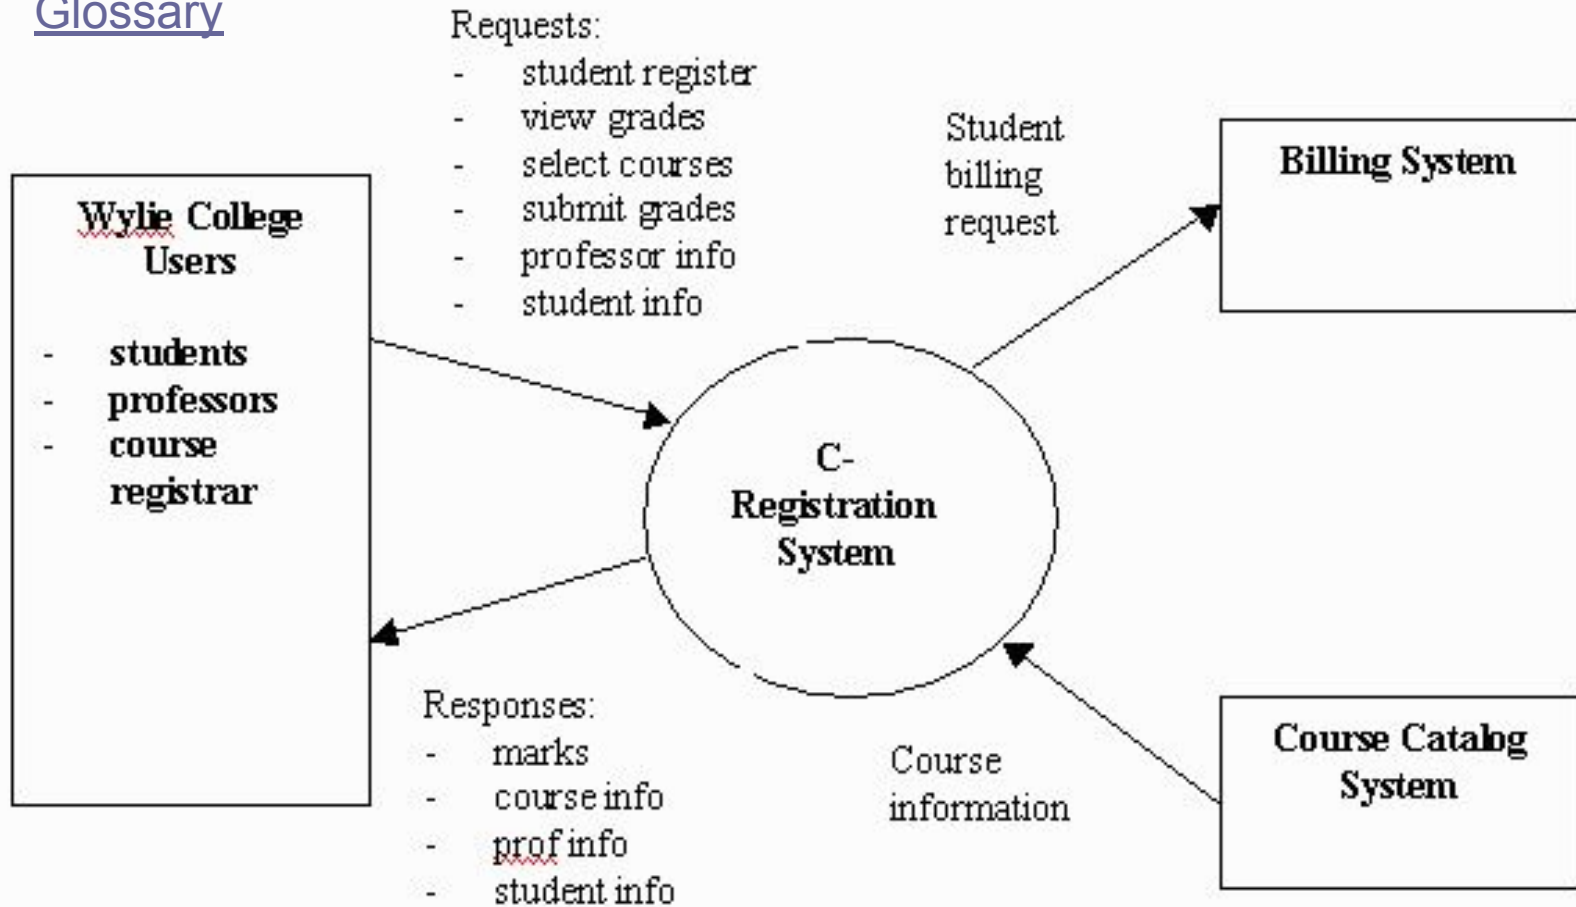 Glossary
Requests:
- student register
- view grades
- select courses
- submit grades
- professor info
- student info
Student
billing
request
Billing System
Wylie College
Users
- students
- professors
- course
registrar
C-
Registration
System
Responses:
- marks
- course info
- prof info
- student info
Course
information
Course Catalog
System